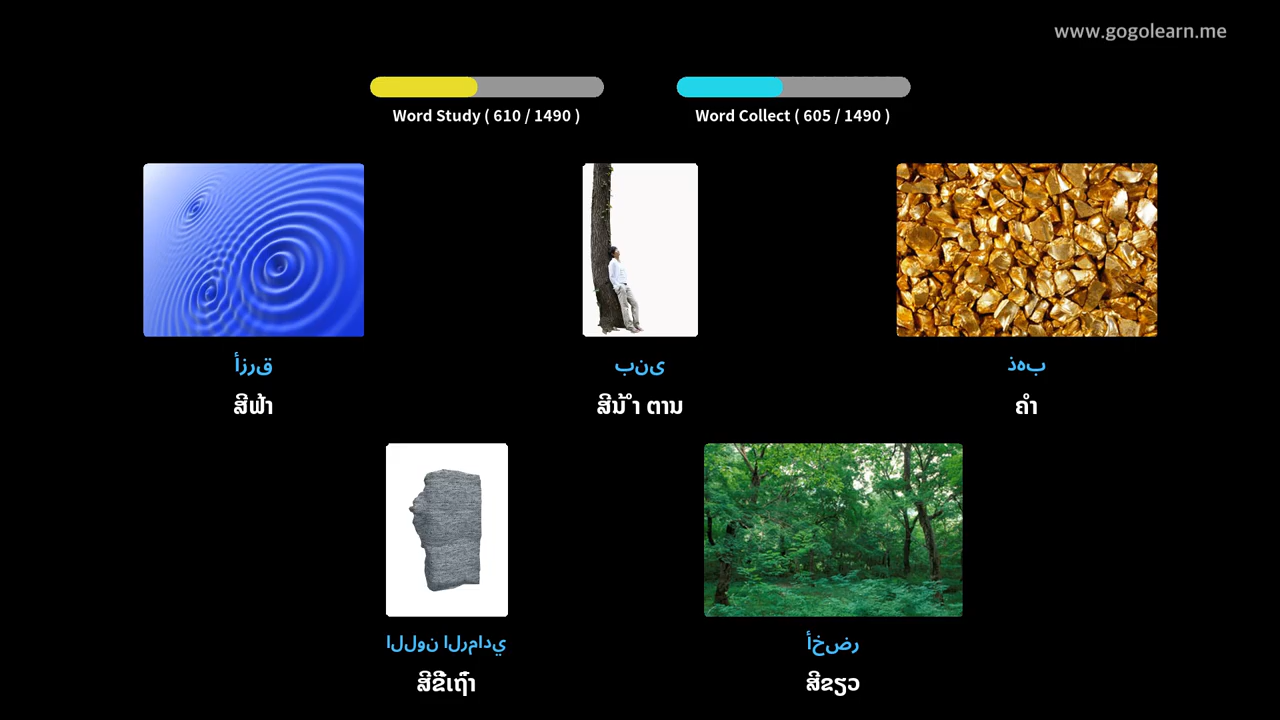 www.gogolearn.me
Word Study ( 610 / 1490 )
Word Collect ( 605 / 1490 )
أزرق
بنى
ذهب
ສີຟ້າ
ສີນ້ຳ ຕານ
ຄຳ
اللون الرمادي
أخضر
ສີຂີ້ເຖົ່າ
ສີຂຽວ